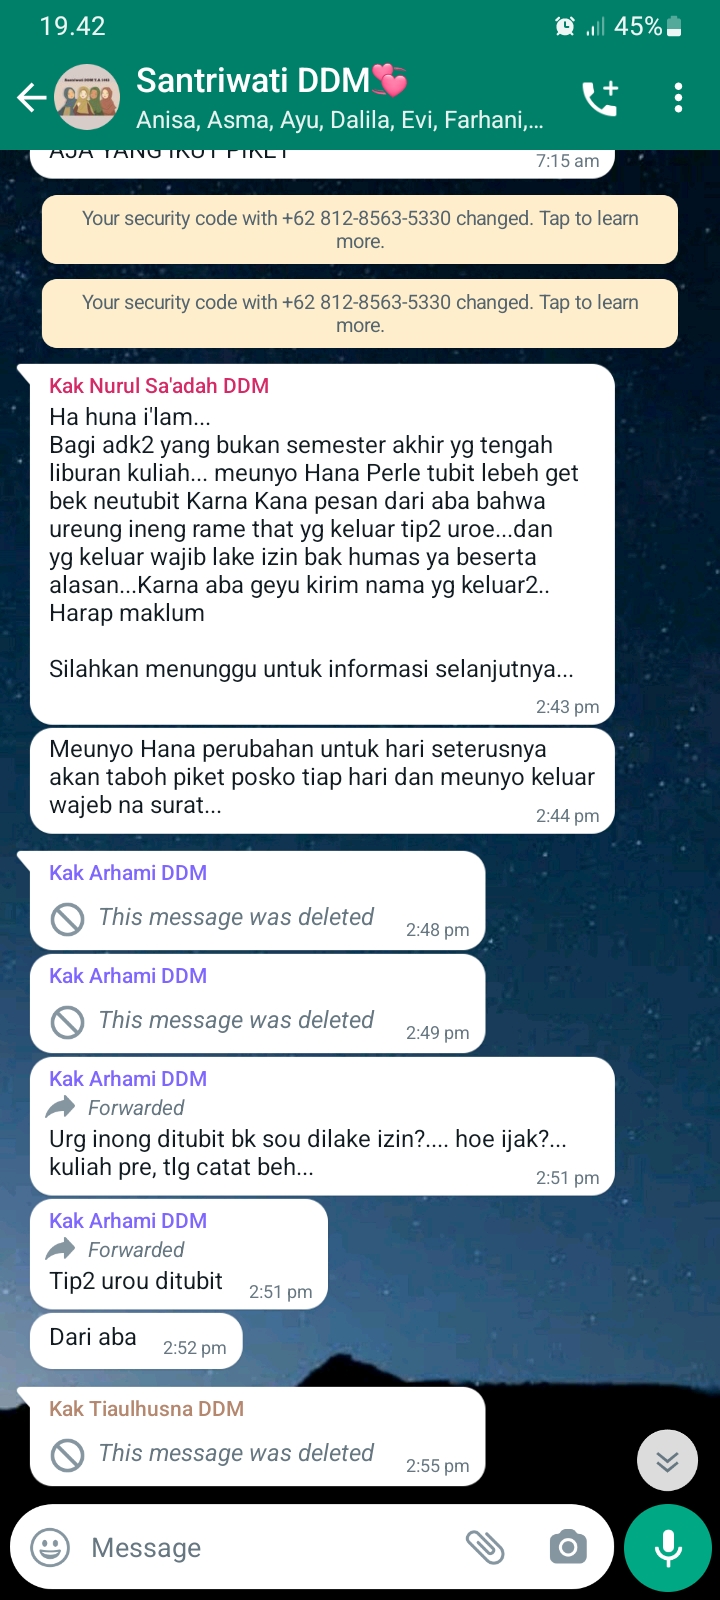 19.42
45%
Santriwati DDM💞
Anisa, Asma, Ayu, Dalila, Evi, Farhani,...
AJA YANG IKUT PIKET
7:15 am
Your security code with +62 812-8563-5330 changed. Tap to learn
more.
Your security code with +62 812-8563-5330 changed. Tap to learn
more.
Kak Nurul Sa'adah DDM
Ha huna i'lam...
Bagi adk2 yang bukan semester akhir yg tengah
liburan kuliah... meunyo Hana Perle tubit lebeh get
bek neutubit Karna Kana pesan dari aba bahwa
ureung ineng rame that yg keluar tip2 uroe...dan
yg keluar wajib lake izin bak humas ya beserta
alasan...Karna aba geyu kirim nama yg keluar2..
Harap maklum
Silahkan menunggu untuk informasi selanjutnya...
2:43 pm
Meunyo Hana perubahan untuk hari seterusnya
akan taboh piket posko tiap hari dan meunyo keluar
wajeb na surat...
2:44 pm
Kak Arhami DDM
This message was deleted
2:48 pm
Kak Arhami DDM
This message was deleted
2:49 pm
Kak Arhami DDM
Forwarded
Urg inong ditubit bk sou dilake izin?.... hoe ijak?...
kuliah pre, tlg catat beh...
2:51 pm
Kak Arhami DDM
Forwarded
Tip2 urou ditubit
2:51 pm
Dari aba
2:52 pm
Kak Tiaulhusna DDM
This message was deleted
2:55 pm
Message